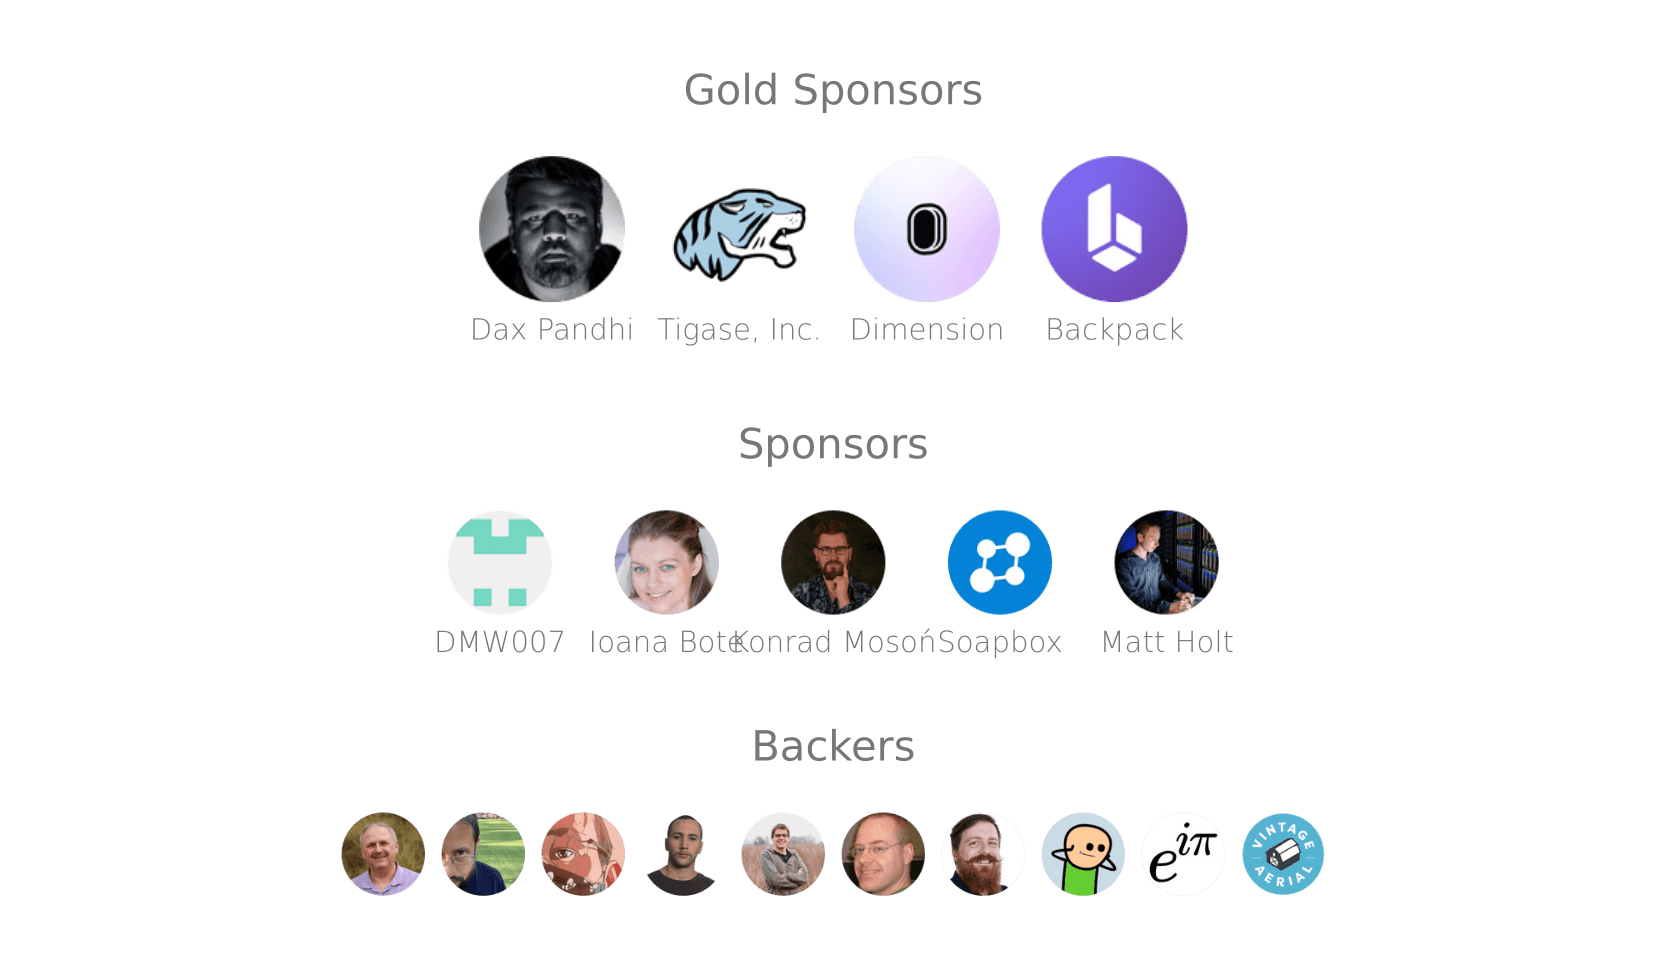 Gold Sponsors
Dax Pandhi Tigase, Inc. Dimension Backpack
Sponsors
DMW007 Ioana Bote Konrad Mosoń Soapbox Matt Holt
Backers
e^iπ VINTAGE AERIAL